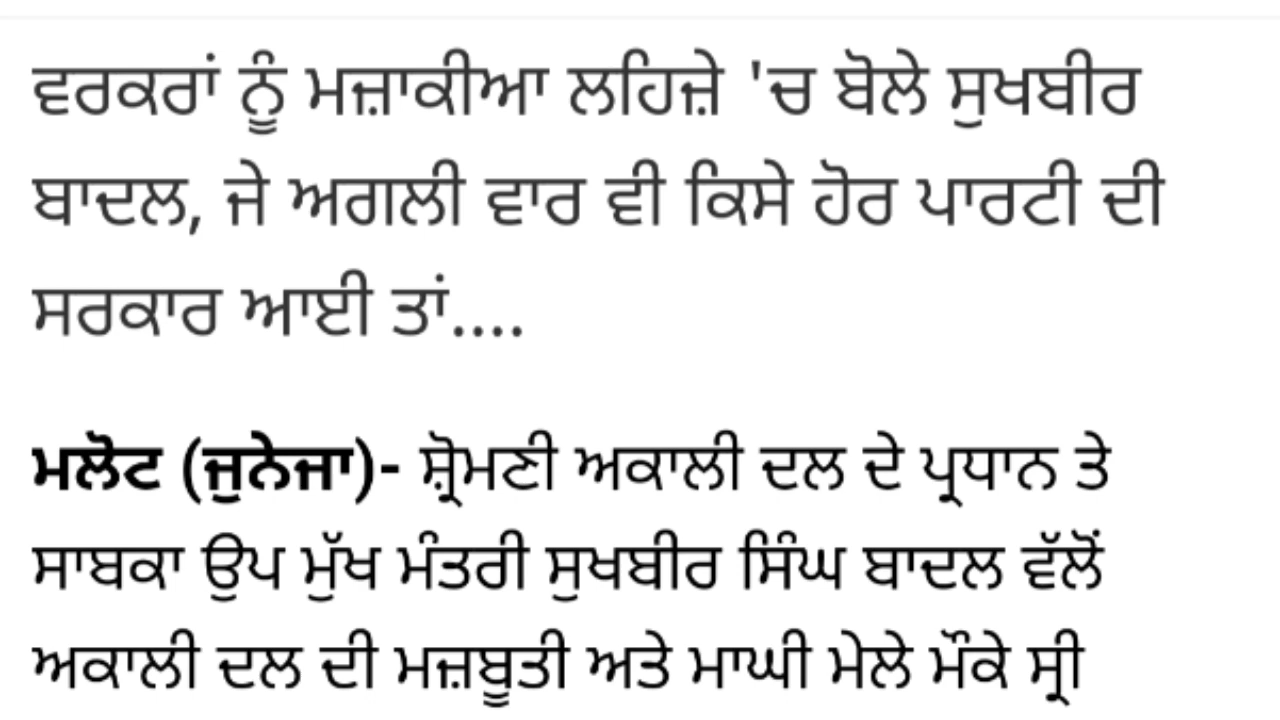 ਵਰਕਰਾਂ ਨੂੰ ਮਜ਼ਾਕੀਆ ਲਹਿਜ਼ੇ 'ਚ ਬੋਲੇ ਸੁਖਬੀਰ
ਬਾਦਲ, ਜੇ ਅਗਲੀ ਵਾਰ ਵੀ ਕਿਸੇ ਹੋਰ ਪਾਰਟੀ ਦੀ
ਸਰਕਾਰ ਆਈ ਤਾਂ....
ਮਲੋਟ (ਜੁਨੇਜਾ)- ਸ਼੍ਰੋਮਣੀ ਅਕਾਲੀ ਦਲ ਦੇ ਪ੍ਰਧਾਨ ਤੇ
ਸਾਬਕਾ ਉਪ ਮੁੱਖ ਮੰਤਰੀ ਸੁਖਬੀਰ ਸਿੰਘ ਬਾਦਲ ਵੱਲੋਂ
ਅਕਾਲੀ ਦਲ ਦੀ ਮਜ਼ਬੂਤੀ ਅਤੇ ਮਾਘੀ ਮੇਲੇ ਮੌਕੇ ਸ੍ਰੀ